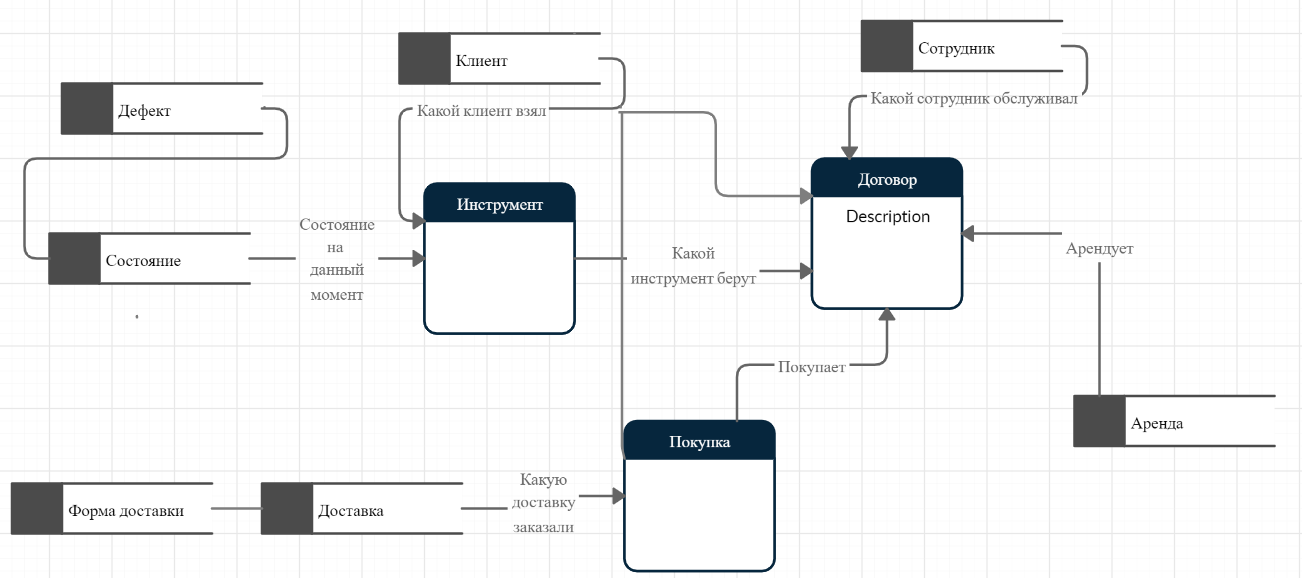 Сотрудник
Клиент
Какой сотрудник обслуживал
Дефект
Какой клиент взял
Договор
Инструмент
Description
Состояние
на
данный
момент
Арендует
Какой
инструмент берут
Состояние
Покупает
Аренда
Покупка
Какую
доставку
заказали
Форма доставки
Доставка